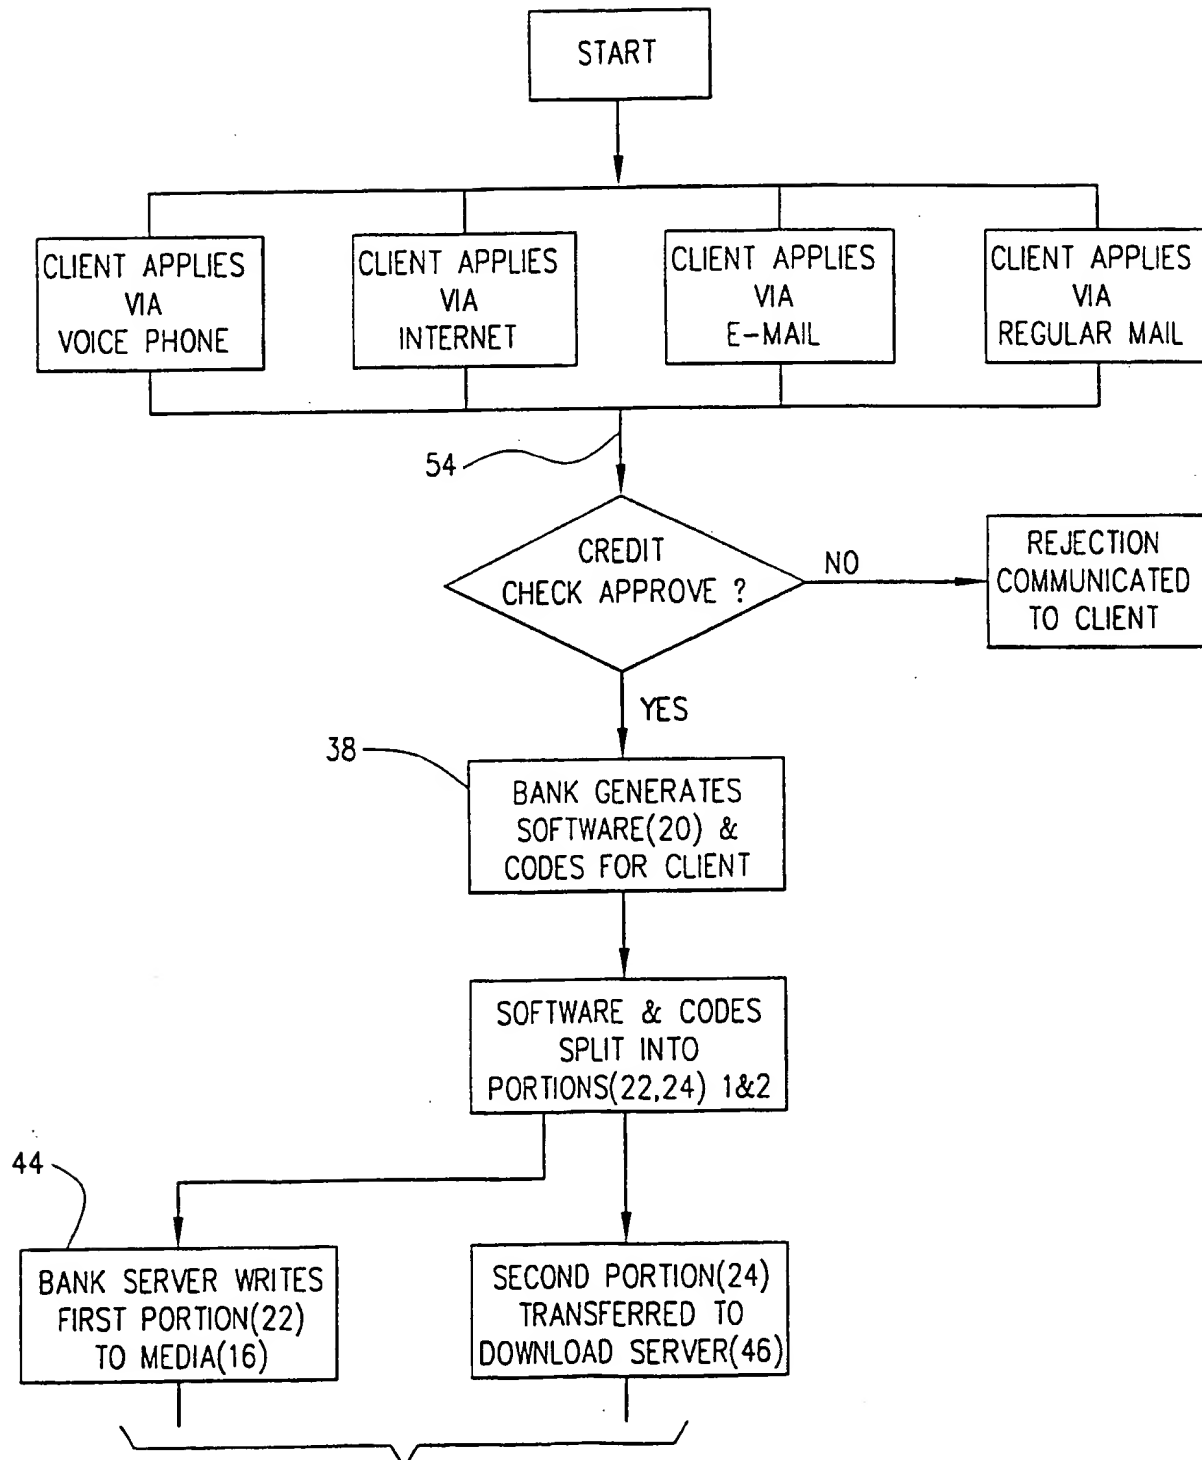 START
CLIENT APPLIES
VIA
VOICE PHONE
CLIENT APPLIES
VIA
INTERNET
CLIENT APPLIES
VIA
E-MAIL
CLIENT APPLIES
VIA
REGULAR MAIL
54
CREDIT
CHECK APPROVE ?
NO
REJECTION
COMMUNICATED
TO CLIENT
YES
38
BANK GENERATES
SOFTWARE(20) &
CODES FOR CLIENT
SOFTWARE & CODES
SPLIT INTO
PORTIONS(22,24) 1&2
44
BANK SERVER WRITES
FIRST PORTION(22)
TO MEDIA(16)
SECOND PORTION(24)
TRANSFERRED TO
DOWNLOAD SERVER(46)